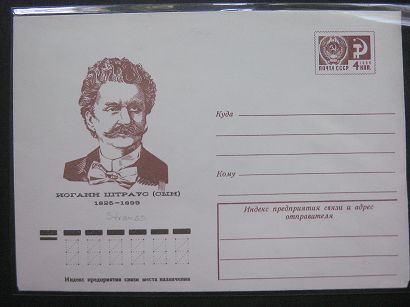 ПОЧТА СССР
4 КОП.
Куда
Кому
ИОГАНН ШТРАУС (СЫН)
1825–1899
Strauss
Индекс предприятия связи и адрес
отправителя
Индекс предприятия связи места назначения